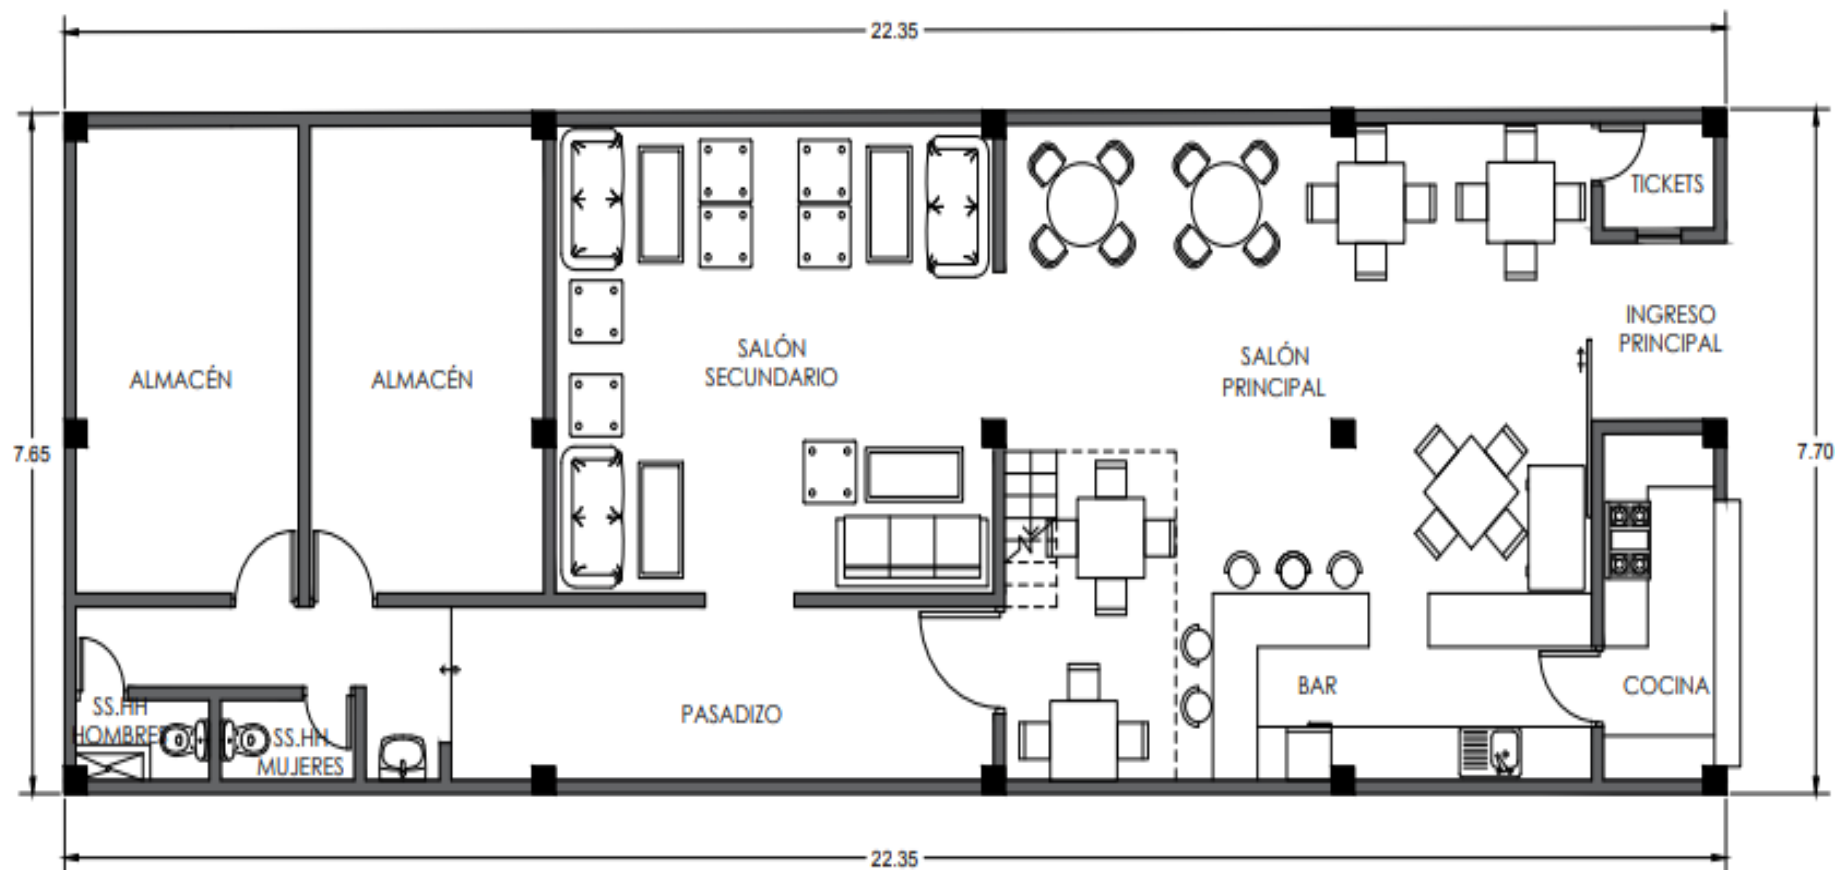 22.35
TICKETS
INGRESO
PRINCIPAL
SALÓN
SECUNDARIO
SALÓN
PRINCIPAL
ALMACÉN
ALMACÉN
7.65
7.70
SS.HH
HOMBRES
SS.HH
MUJERES
PASADIZO
BAR
COCINA
22.35